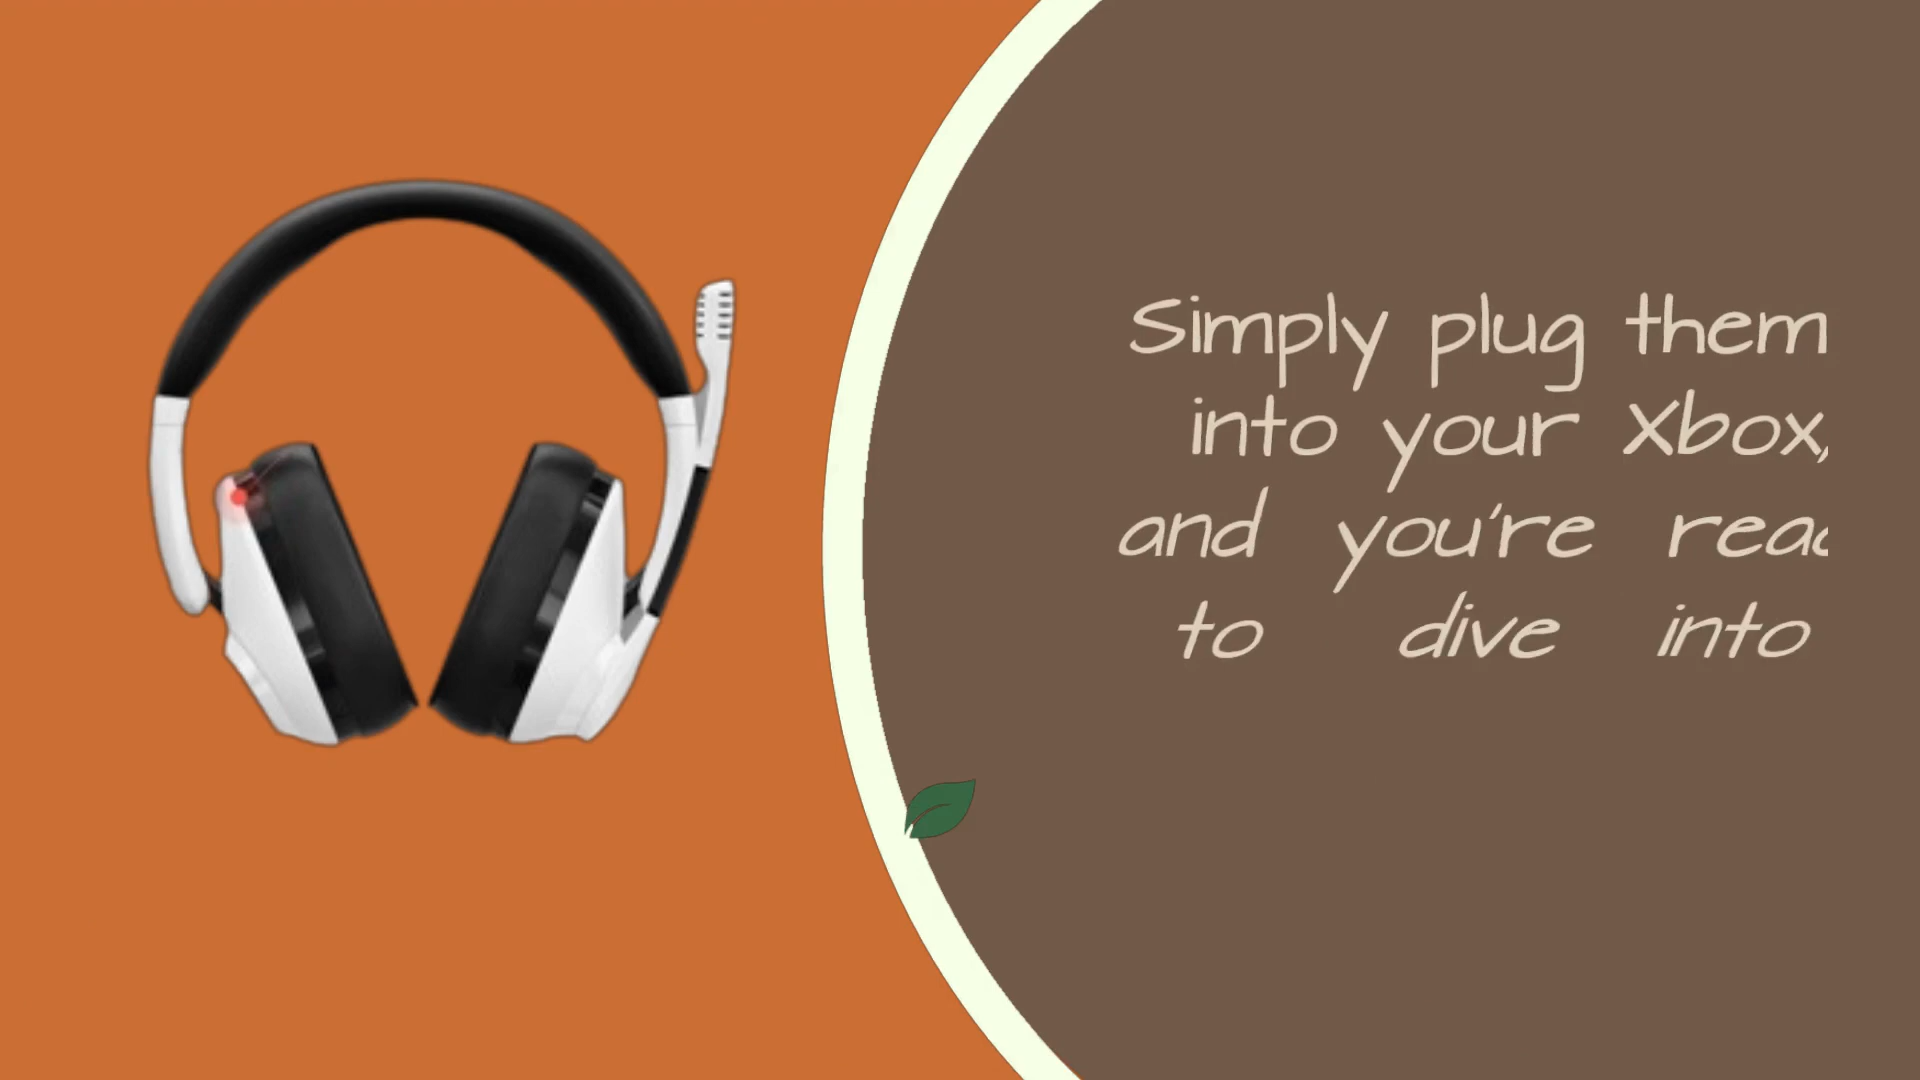 Simply plug them
into your Xbox,
and you're
to dive into